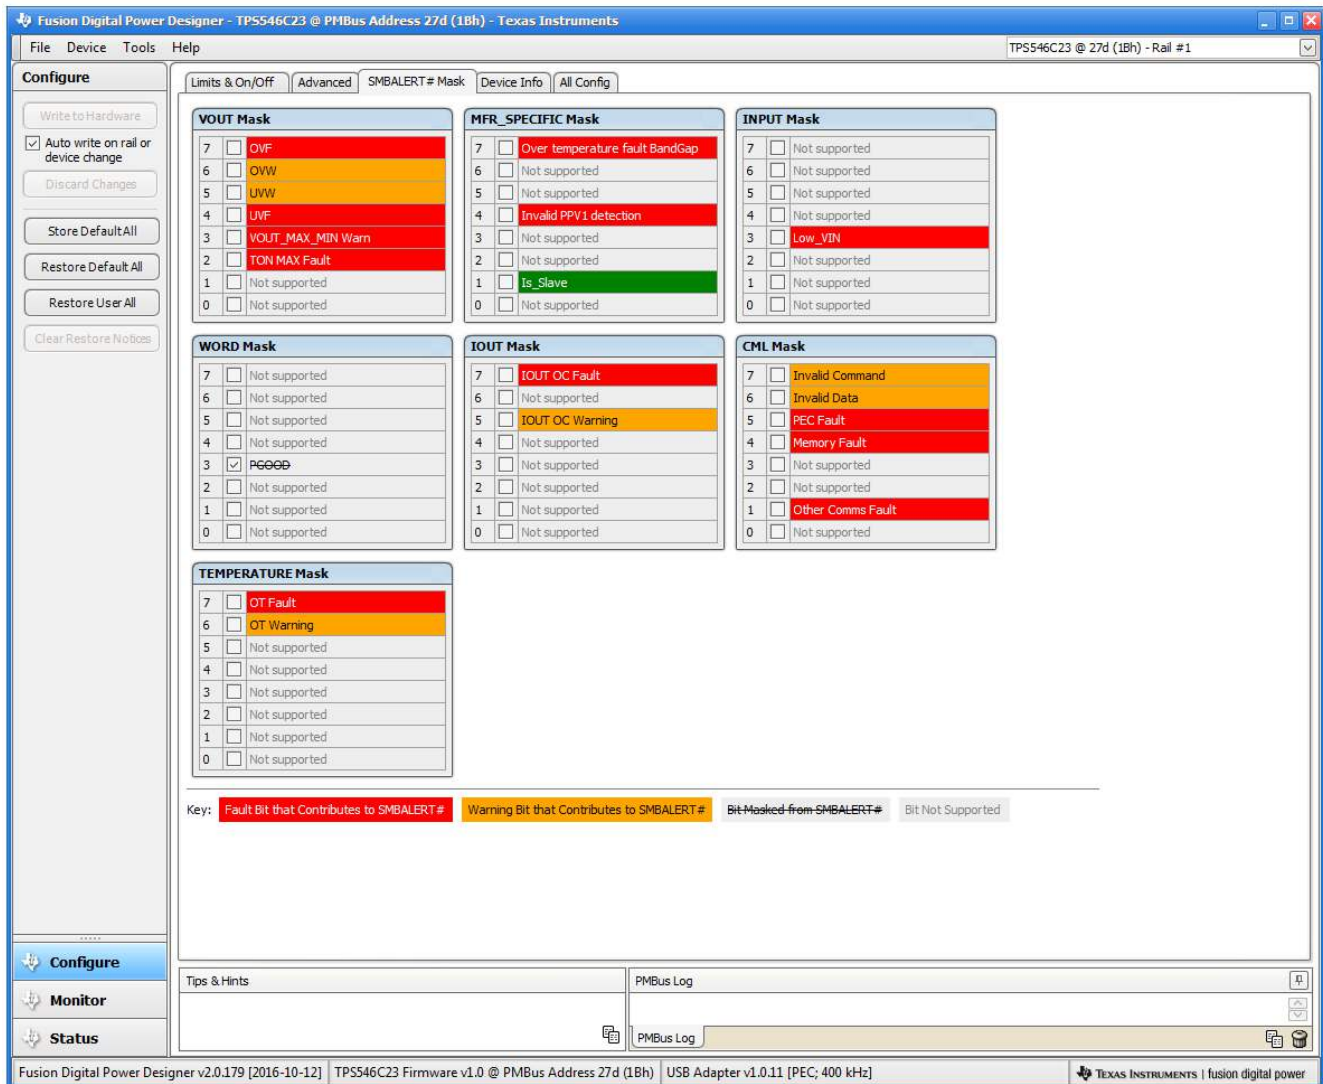 Fusion Digital Power Designer - TPS546C23 @ PMBus Address 27d (1Bh) - Texas Instruments
File Device Tools Help
TPS546C23 @ 27d (1Bh) - Rail #1
Configure
Write to Hardware
Auto write on rail or
device change
Discard Changes
Store Default All
Restore Default All
Restore User All
Clear Restore Notices
Limits & On/Off Advanced SMBALERT# Mask Device Info All Config
VOUT Mask
7 OVF
6 OVW
5 UVW
4 UVF
3 VOUT_MAX_MIN Warn
2 TON MAX Fault
1 Not supported
0 Not supported
MFR_SPECIFIC Mask
7 Over temperature fault BandGap
6 Not supported
5 Not supported
4 Invalid PPV1 detection
3 Not supported
2 Not supported
1 Is_Slave
0 Not supported
INPUT Mask
7 Not supported
6 Not supported
5 Not supported
4 Not supported
3 Low_VIN
2 Not supported
1 Not supported
0 Not supported
WORD Mask
7 Not supported
6 Not supported
5 Not supported
4 Not supported
3 PGOOD
2 Not supported
1 Not supported
0 Not supported
IOUT Mask
7 IOUT OC Fault
6 Not supported
5 IOUT OC Warning
4 Not supported
3 Not supported
2 Not supported
1 Not supported
0 Not supported
CML Mask
7 Invalid Command
6 Invalid Data
5 PEC Fault
4 Memory Fault
3 Not supported
2 Not supported
1 Other Comms Fault
0 Not supported
TEMPERATURE Mask
7 OT Fault
6 OT Warning
5 Not supported
4 Not supported
3 Not supported
2 Not supported
1 Not supported
0 Not supported
Key: Fault Bit that Contributes to SMBALERT# Warning Bit that Contributes to SMBALERT# Bit Masked from SMBALERT# Bit Not Supported
Configure
Monitor
Status
Tips & Hints
PMBus Log
PMBus Log
Fusion Digital Power Designer v2.0.179 [2016-10-12] TPS546C23 Firmware v1.0 @ PMBus Address 27d (1Bh) USB Adapter v1.0.11 [PEC; 400 kHz] TEXAS INSTRUMENTS | fusion digital power